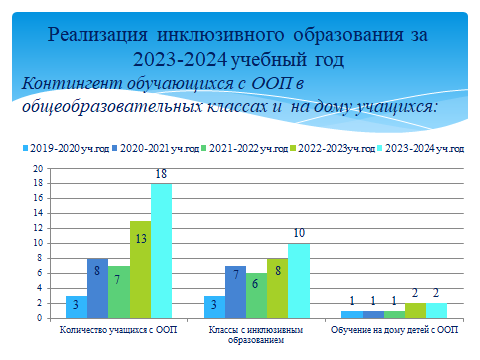 Реализация инклюзивного образования за
2023-2024 учебный год
Контингент обучающихся с ООП в
общеобразовательных классах и на дому учащихся:
2019-2020 уч.год 2020-2021 уч.год 2021-2022 уч.год 2022-2023уч.год 2023-2024 уч.год
20
18
16
14
12
10
8
6
4
2
0
3 8 7 13 18
3 7 6 8 10
1 1 1 2 2
Количество учащихся с ООП
Классы с инклюзивным
образованием
Обучение на дому детей с ООП